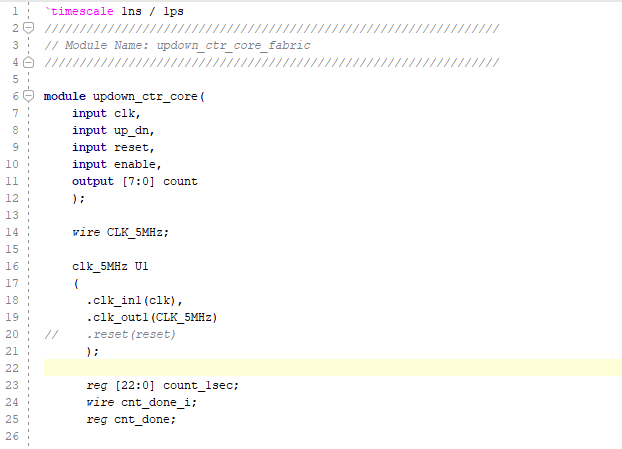 1 `timescale 1ns / 1ps
2 /////////////////////////////////////////////////////////////////
3 // Module Name: updown_ctr_core_fabric
4 /////////////////////////////////////////////////////////////////
5
6 module updown_ctr_core(
7 input clk,
8 input up_dn,
9 input reset,
10 input enable,
11 output [7:0] count
12 );
13
14 wire CLK_5MHz;
15
16 clk_5MHz U1
17 (
18 .clk_in1(clk),
19 .clk_out1(CLK_5MHz)
20 // .reset(reset)
21 );
22
23 reg [22:0] count_1sec;
24 wire cnt_done_i;
25 reg cnt_done;
26